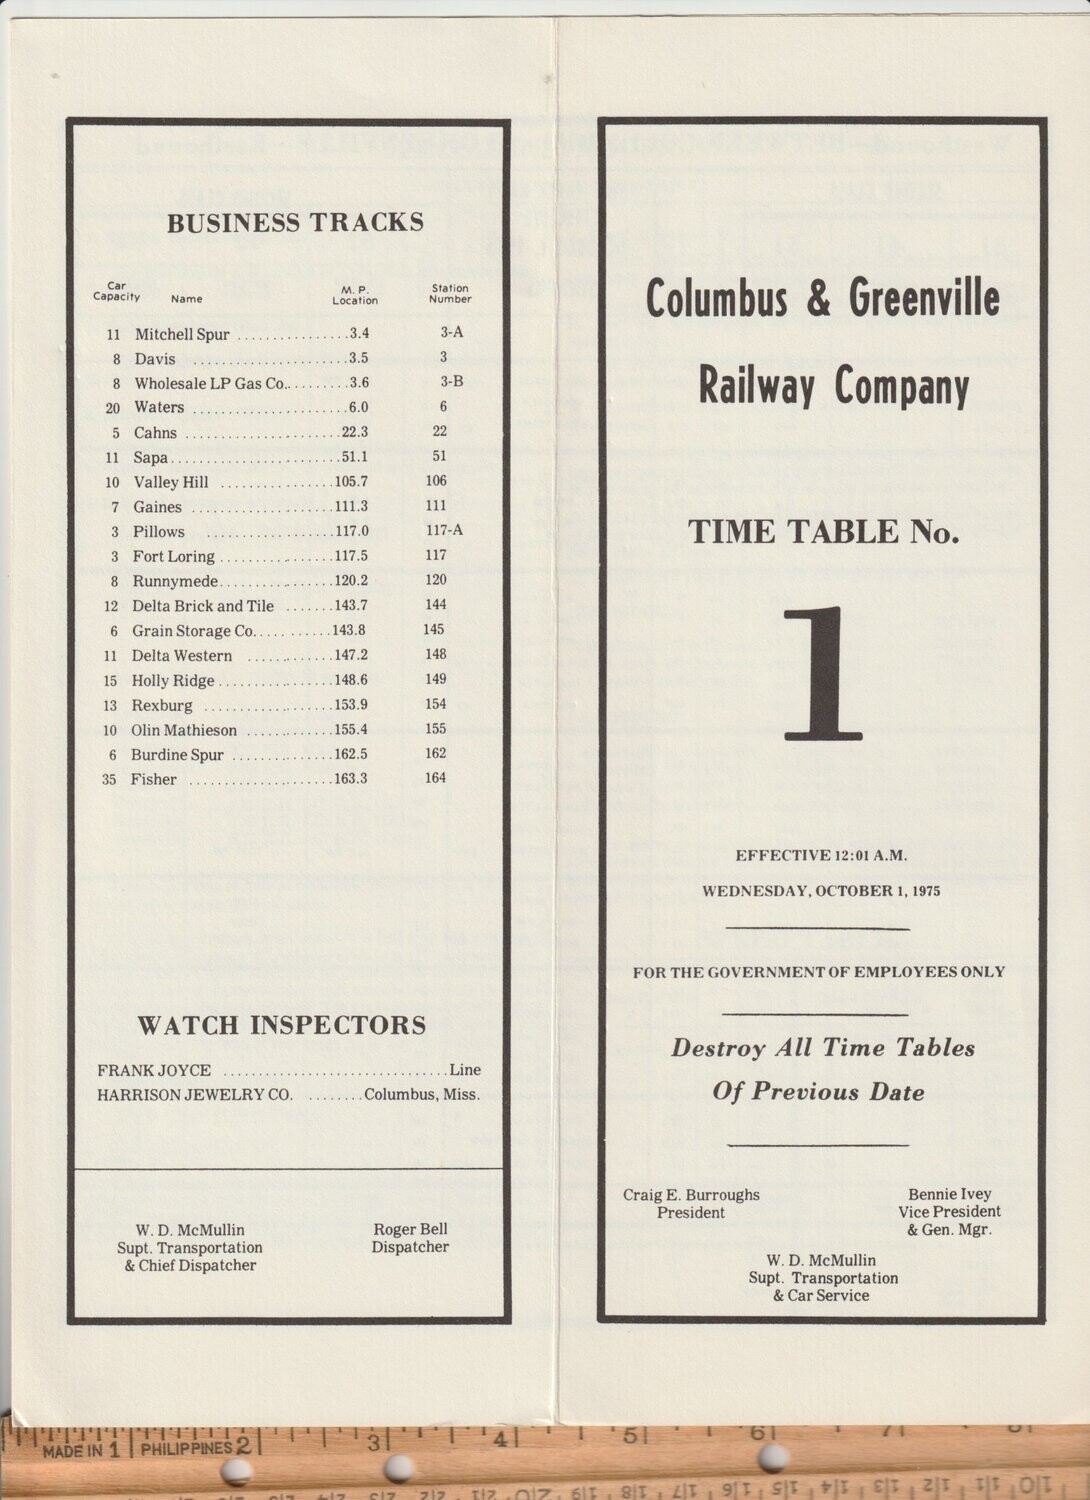 BUSINESS TRACKS
Car Capacity Name M. P. Location Station Number
11 Mitchell Spur ................3.4 3-A
8 Davis ......................3.5 3
8 Wholesale LP Gas Co..........3.6 3-B
20 Waters ......................6.0 6
5 Cahns ......................22.3 22
11 Sapa........................51.1 51
10 Valley Hill ................105.7 106
7 Gaines ....................111.3 111
3 Pillows ..................117.0 117-A
3 Fort Loring ................117.5 117
8 Runnymede................120.2 120
12 Delta Brick and Tile .......143.7 144
6 Grain Storage Co...........143.8 145
11 Delta Western ............147.2 148
15 Holly Ridge................148.6 149
13 Rexburg ..................153.9 154
10 Olin Mathieson ............155.4 155
6 Burdine Spur ..............162.5 162
35 Fisher ....................163.3 164
WATCH INSPECTORS
FRANK JOYCE ................................Line
HARRISON JEWELRY CO. ........Columbus, Miss.
W. D. McMullin
Supt. Transportation
& Chief Dispatcher
Roger Bell
Dispatcher
Columbus & Greenville
Railway Company
TIME TABLE No.
1
EFFECTIVE 12:01 A.M.
WEDNESDAY, OCTOBER 1, 1975
FOR THE GOVERNMENT OF EMPLOYEES ONLY
Destroy All Time Tables
Of Previous Date
Craig E. Burroughs
President
Bennie Ivey
Vice President
& Gen. Mgr.
W. D. McMullin
Supt. Transportation
& Car Service
MADE IN 1 PHILIPPINES 2 3 4 5 6 7 8